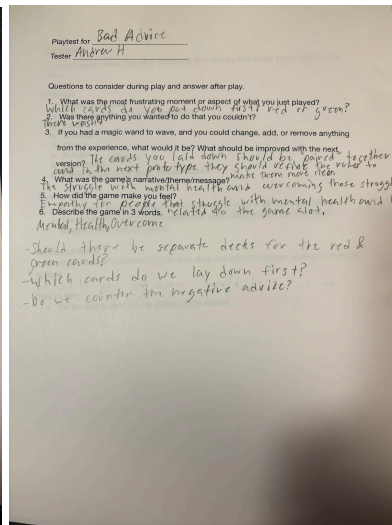 Playtest for Bad Advice
Tester Andrew H
Questions to consider during play and answer after play.
1. What was the most frustrating moment or aspect of what you just played?
Which cards do you put down first? red or green?
2. Was there anything you wanted to do that you couldn't?
There wasn't
3. If you had a magic wand to wave, and you could change, add, or remove anything
from the experience, what would it be? What should be improved with the next
version? The cards you laid down should be paired together
and in the next prototype they should refine the rules to
make them more clear.
4. What was the game's narrative/theme/message?
The struggle with mental health and overcoming those
5. How did the game make you feel?
Empathy for people that struggle with mental health and I
related to the game alot.
6. Describe the game in 3 words.
Mental, Health, Overcome
-Should there be separate decks for the red &
green cards?
-Which cards do we lay down first?
-Do we counter the negative advice?